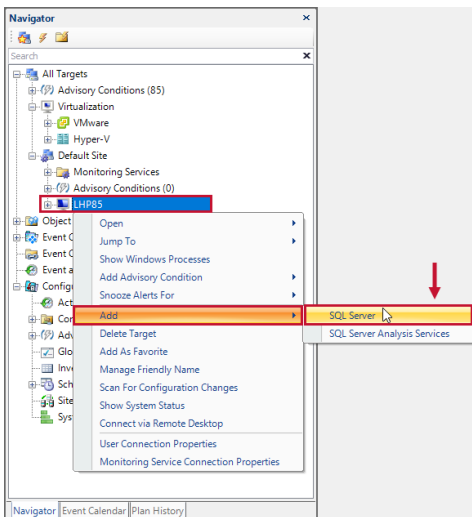 Navigator
Search
All Targets
Advisory Conditions (85)
Virtualization
VMware
Hyper-V
Default Site
Monitoring Services
Advisory Conditions (0)
LHP85
Object
Event C
Event C
Event a
Config
Act
Cor
Adv
Glo
Inve
Sch
Site
Sys
Open
Jump To
Show Windows Processes
Add Advisory Condition
Snooze Alerts For
Add
Delete Target
Add As Favorite
Manage Friendly Name
Scan For Configuration Changes
Show System Status
Connect via Remote Desktop
User Connection Properties
Monitoring Service Connection Properties
SQL Server
SQL Server Analysis Services
Navigator Event Calendar Plan History